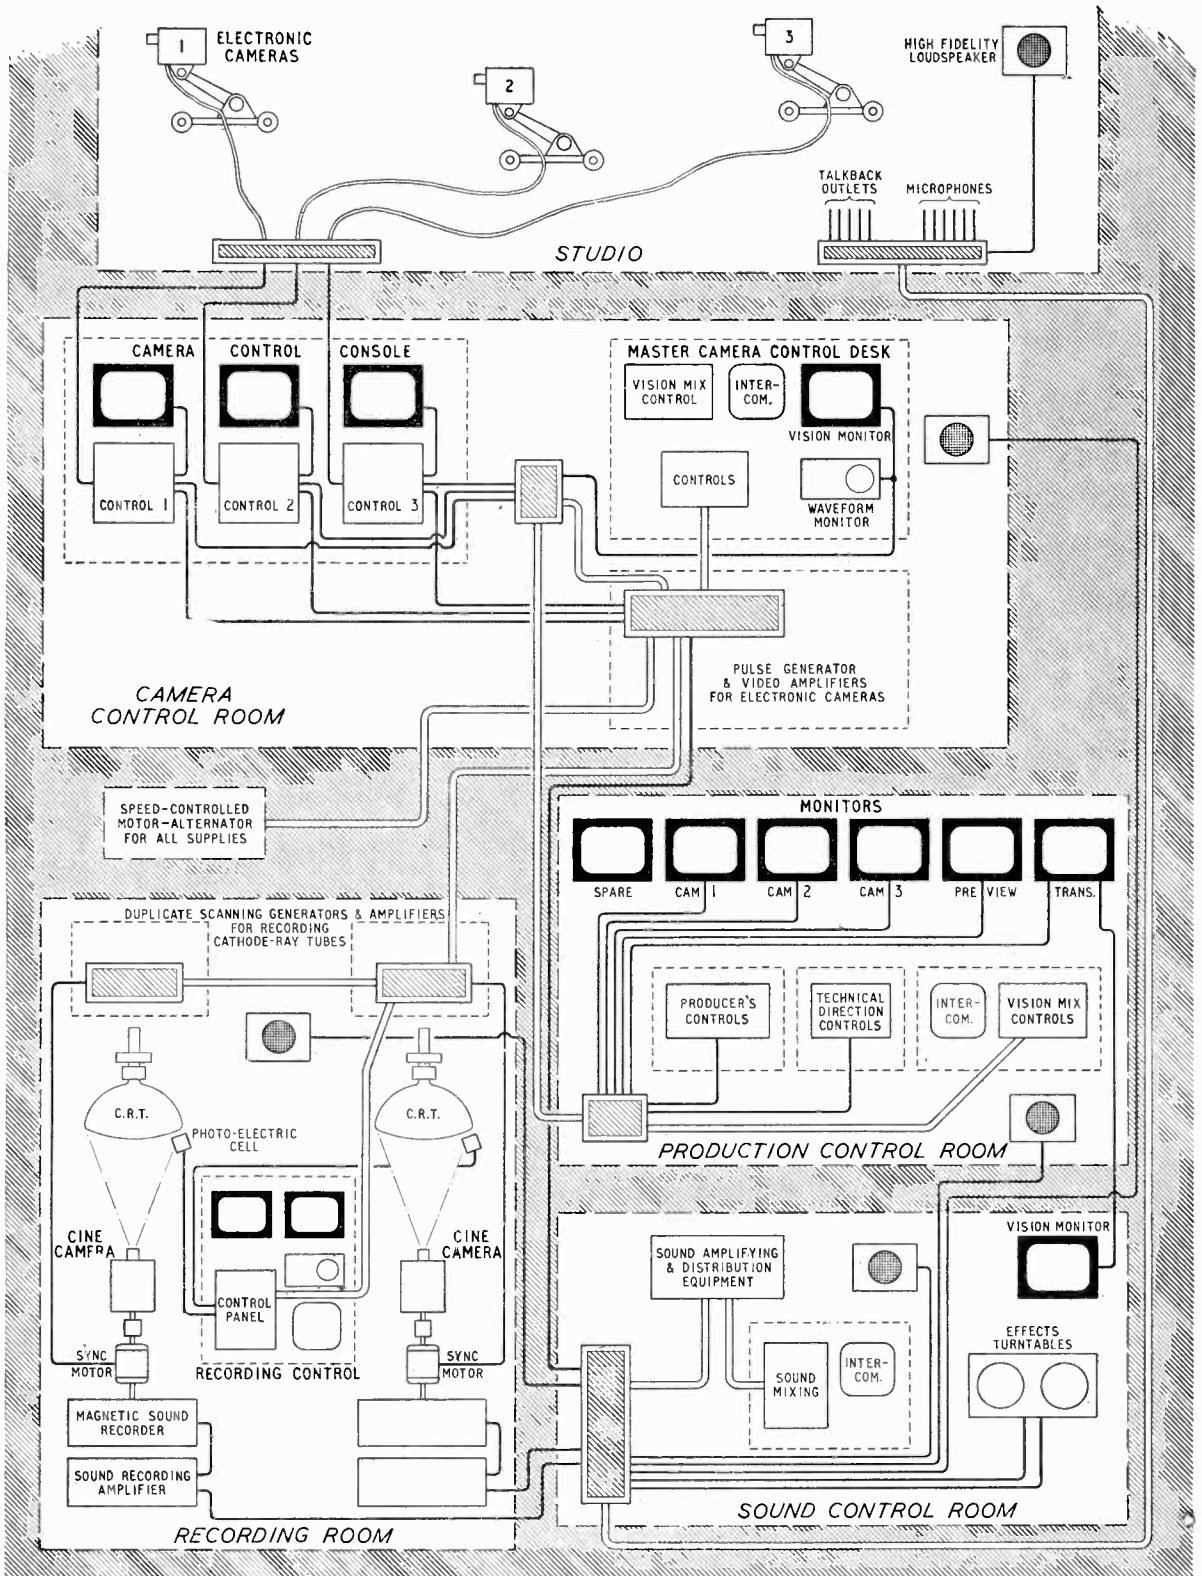 1
ELECTRONIC
CAMERAS
2
3
HIGH FIDELITY
LOUDSPEAKER
TALKBACK
OUTLETS
MICROPHONES
STUDIO
CAMERA CONTROL CONSOLE
CONTROL 1
CONTROL 2
CONTROL 3
MASTER CAMERA CONTROL DESK
VISION MIX
CONTROL
INTER-
COM.
VISION MONITOR
CONTROLS
WAVEFORM
MONITOR
PULSE GENERATOR
& VIDEO AMPLIFIERS
FOR ELECTRONIC CAMERAS
CAMERA
CONTROL ROOM
SPEED-CONTROLLED
MOTOR-ALTERNATOR
FOR ALL SUPPLIES
MONITORS
SPARE
CAM 1
CAM 2
CAM 3
PRE VIEW
TRANS.
PRODUCER'S
CONTROLS
TECHNICAL
DIRECTION
CONTROLS
INTER-
COM.
VISION MIX
CONTROLS
PRODUCTION CONTROL ROOM
DUPLICATE SCANNING GENERATORS & AMPLIFIERS
FOR RECORDING
CATHODE-RAY TUBES
C.R.T.
C.R.T.
PHOTO-ELECTRIC
CELL
CINE
CAMERA
CINE
CAMERA
CONTROL
PANEL
SYNC
MOTOR
RECORDING CONTROL
SYNC
MOTOR
MAGNETIC SOUND
RECORDER
SOUND RECORDING
AMPLIFIER
RECORDING ROOM
SOUND AMPLIFYING
& DISTRIBUTION
EQUIPMENT
VISION MONITOR
SOUND
MIXING
INTER-
COM.
EFFECTS
TURNTABLES
SOUND CONTROL ROOM